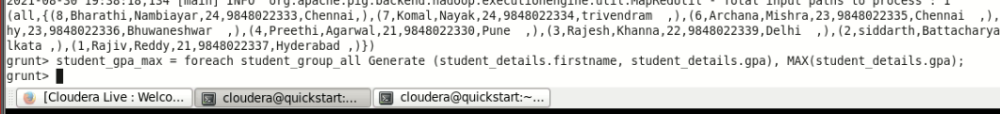 2021-08-30 19:38:18,134 [main] INFO  org.apache.pig.backend.hadoop.executionengine.util.MapRedUtil - Total input paths to process : 1
(all,{(8,Bharathi,Nambiayar,24,9848022333,Chennai,),(7,Komal,Nayak,24,9848022334,trivendram  ,),(6,Archana,Mishra,23,9848022335,Chennai  ,),
hy,23,9848022336,Bhuwaneshwar  ,),(4,Preethi,Agarwal,21,9848022330,Pune  ,),(3,Rajesh,Khanna,22,9848022339,Delhi  ,),(2,siddarth,Battacharya
lkata ,),(1,Rajiv,Reddy,21,9848022337,Hyderabad ,)})
grunt> student_gpa_max = foreach student_group_all Generate (student_details.firstname, student_details.gpa), MAX(student_details.gpa);
grunt>
[Cloudera Live : Welco... cloudera@quickstart:... cloudera@quickstart:~...